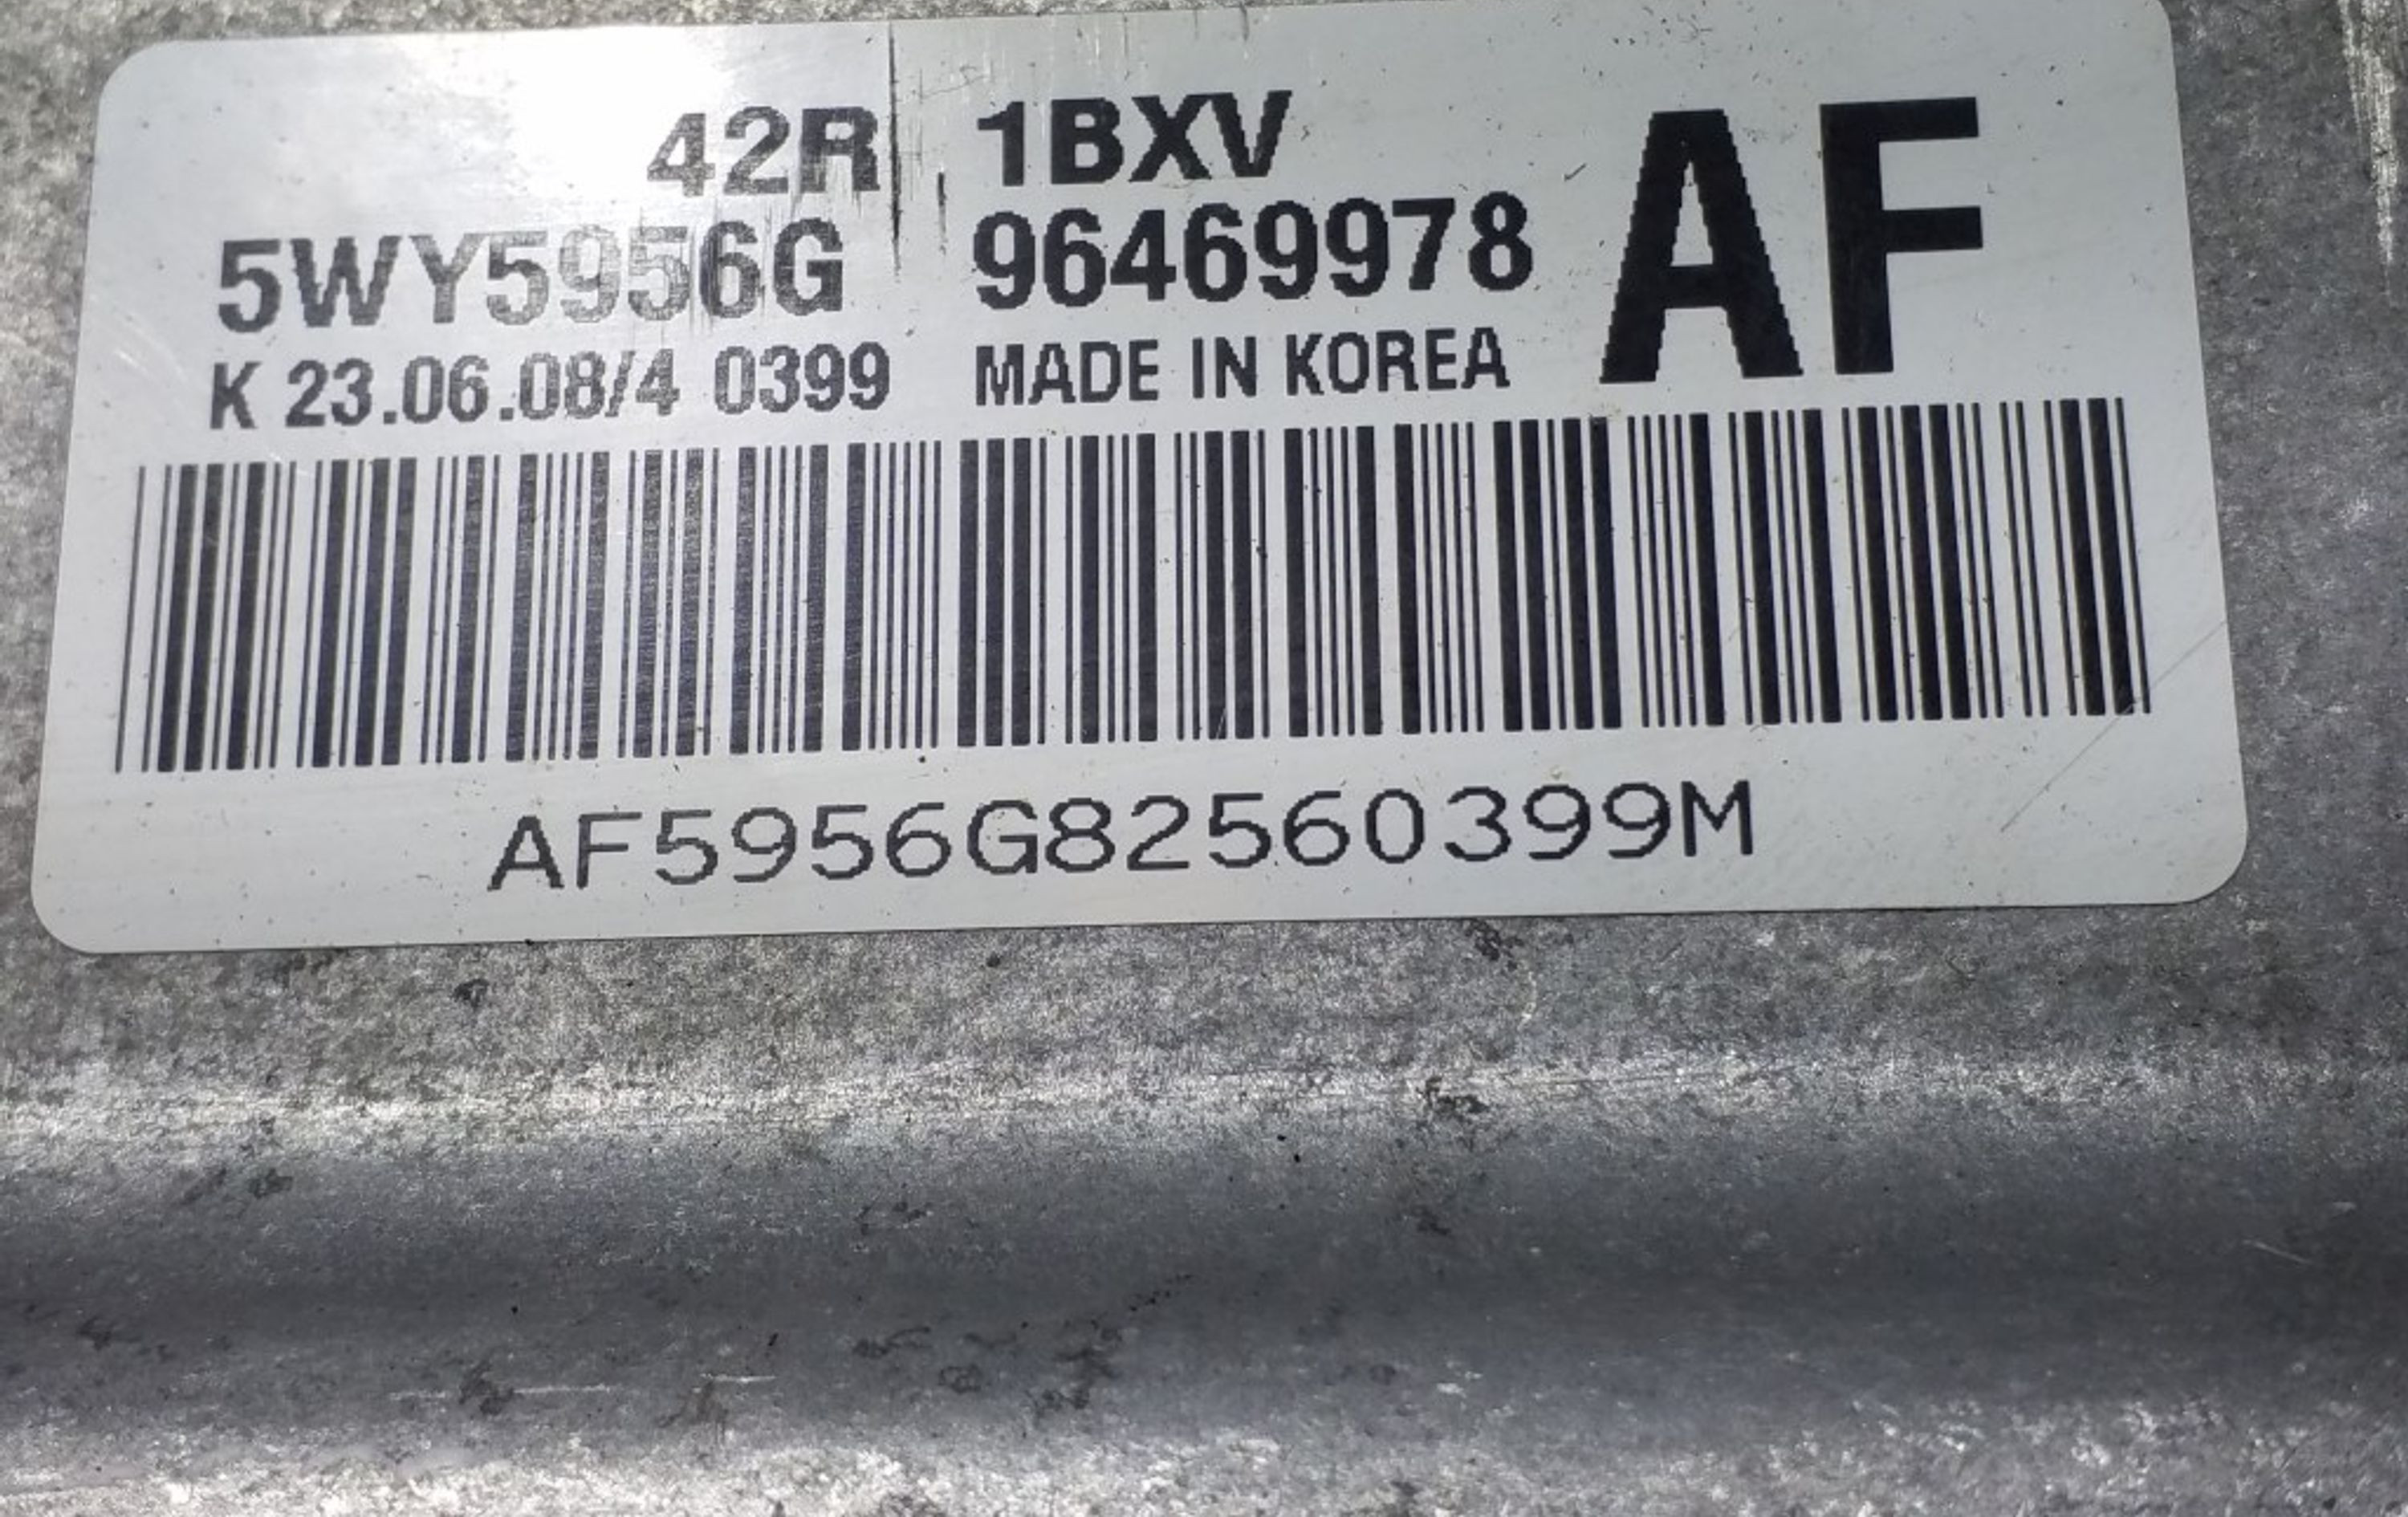 42R 1BXV
5WY5956G 96469978 AF
K 23.06.08/4 0399 MADE IN KOREA
AF5956G82560399M